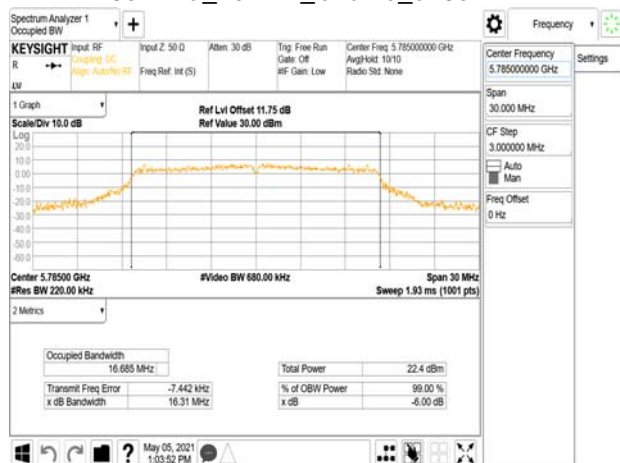 Spectrum Analyzer 1
Occupied BW
Frequency
KEYSIGHT
R
LV
Input: RF
Coupling: DC
Align: Auto/No RF
Input Z: 50 Ω
Freq Ref: Int (S)
Atten: 30 dB
Trig: Free Run
Gate: Off
#IF Gain: Low
Center Freq: 5.785000000 GHz
Avg|Hold: 10/10
Radio Std: None
Center Frequency
5.785000000 GHz
Settings
Span
30.000 MHz
CF Step
3.000000 MHz
Auto
Man
Freq Offset
0 Hz
1 Graph
Scale/Div 10.0 dB
Ref Lvl Offset 11.75 dB
Ref Value 30.00 dBm
Log
20.0
10.0
0.00
-10.0
-20.0
-30.0
-40.0
-50.0
-60.0
Center 5.78500 GHz
#Res BW 220.00 kHz
#Video BW 680.00 kHz
Span 30 MHz
Sweep 1.93 ms (1001 pts)
2 Metrics
Occupied Bandwidth
16.685 MHz
Transmit Freq Error -7.442 kHz
x dB Bandwidth 16.31 MHz
Total Power 22.4 dBm
% of OBW Power 99.00 %
x dB -6.00 dB
?
May 05, 2021
1:03:52 PM